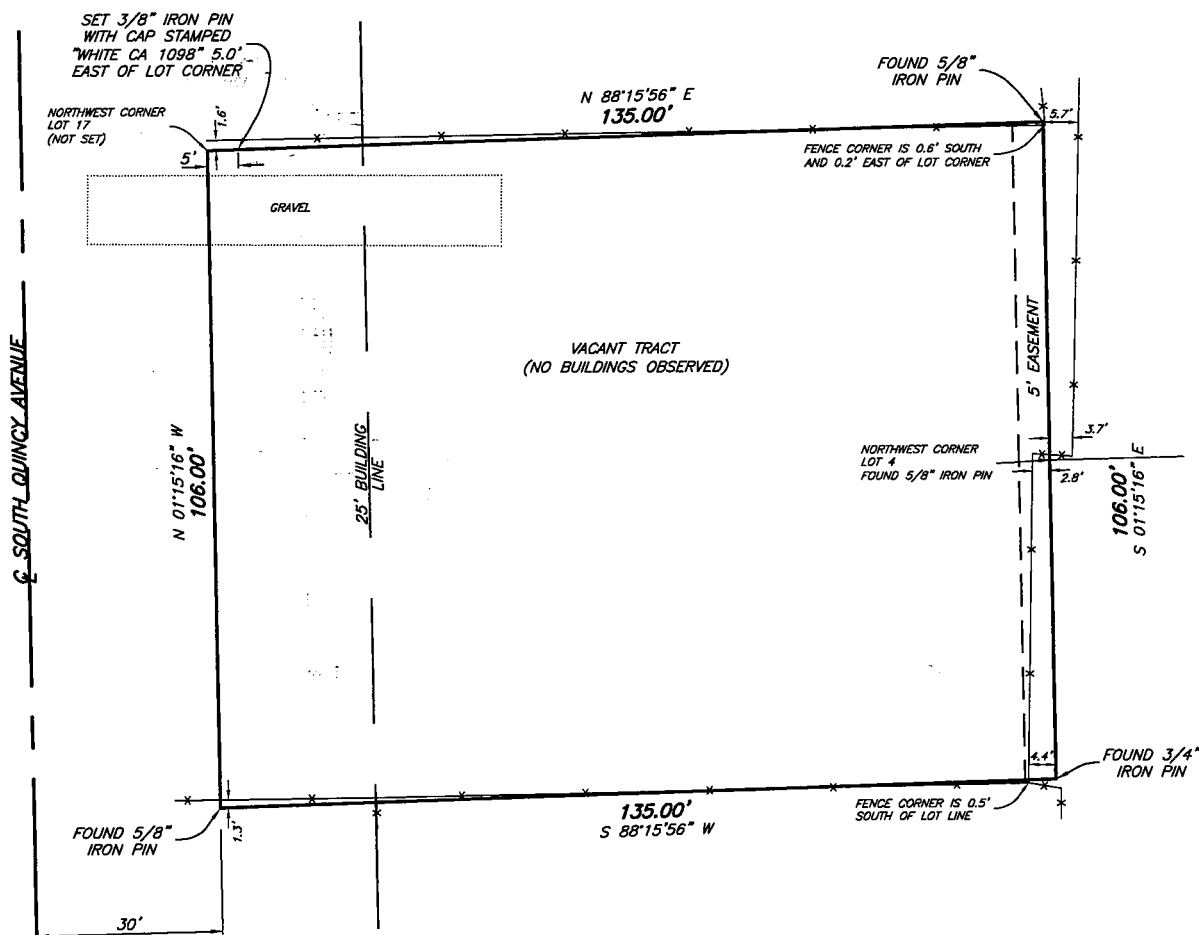 SET 3/8" IRON PIN
WITH CAP STAMPED
"WHITE CA 1098" 5.0'
EAST OF LOT CORNER
NORTHWEST CORNER
LOT 17
(NOT SET)
1.6'
5'
N 88°15'56" E
135.00'
FOUND 5/8"
IRON PIN
5.7'
FENCE CORNER IS 0.6' SOUTH
AND 0.2' EAST OF LOT CORNER
GRAVEL
VACANT TRACT
(NO BUILDINGS OBSERVED)
5' EASEMENT
℄ SOUTH QUINCY AVENUE
N 01°15'16" W
106.00'
25' BUILDING
LINE
3.7'
NORTHWEST CORNER
LOT 4
FOUND 5/8" IRON PIN
2.8'
106.00'
S 01°15'16" E
4.4'
FOUND 3/4"
IRON PIN
FENCE CORNER IS 0.5'
SOUTH OF LOT LINE
135.00'
S 88°15'56" W
FOUND 5/8"
IRON PIN
1.3'
30'